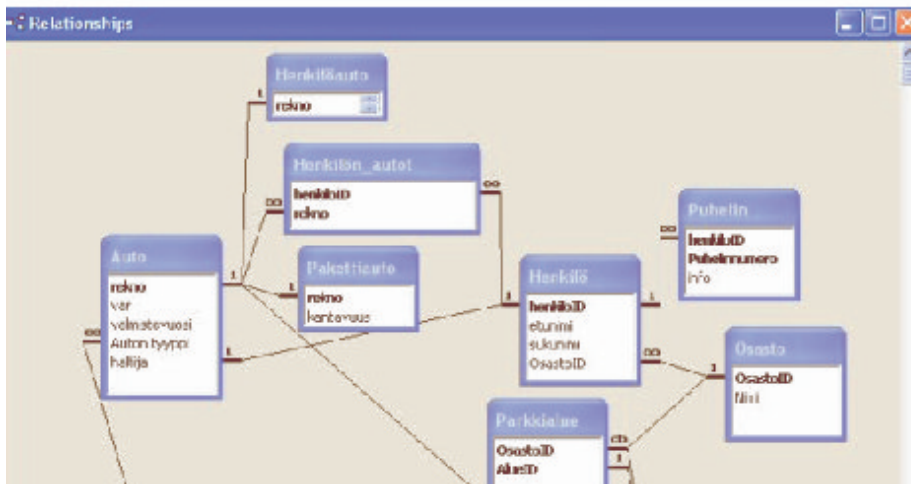 Relationships
Henkilöauto
rekno
Henkilön_autot
henkiloID
rekno
Puhelin
henkiloID
Puhelinnumero
info
Auto
rekno
vari
valmistevuosi
Auton tyyppi
haltija
Pakettiauto
rekno
kantavuus
Henkilö
henkiloID
etunimi
sukunimi
OsastoID
Osasto
OsastoID
Nimi
Parkkialue
OsastoID
AlueID